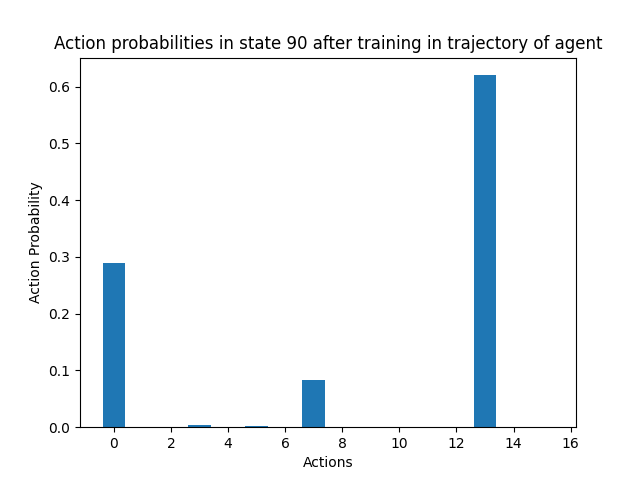 Action probabilities in state 90 after training in trajectory of agent
0.6
0.5
0.4
0.3
0.2
0.1
0.0
Action Probability
0 2 4 6 8 10 12 14 16
Actions